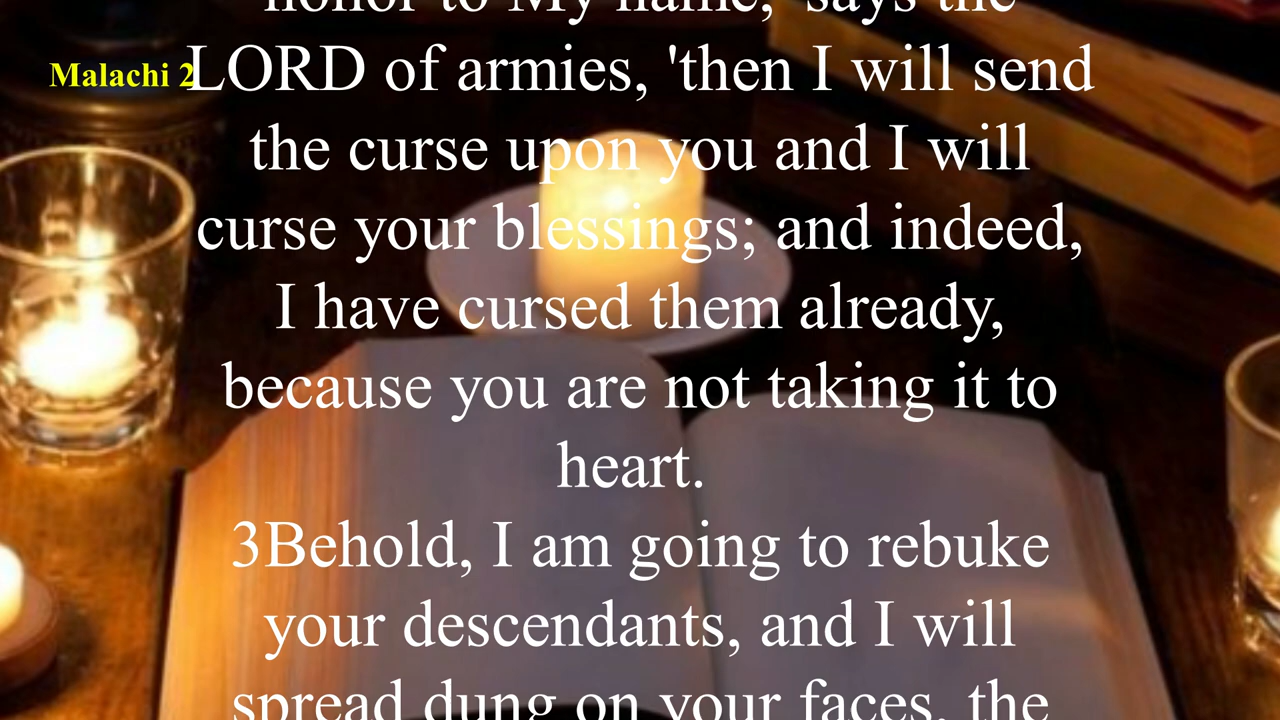 honor to My name,' says the
Malachi 2
LORD of armies, 'then I will send
the curse upon you and I will
curse your blessings; and indeed,
I have cursed them already,
because you are not taking it to
heart.
3Behold, I am going to rebuke
your descendants, and I will
spread dung on your faces, the